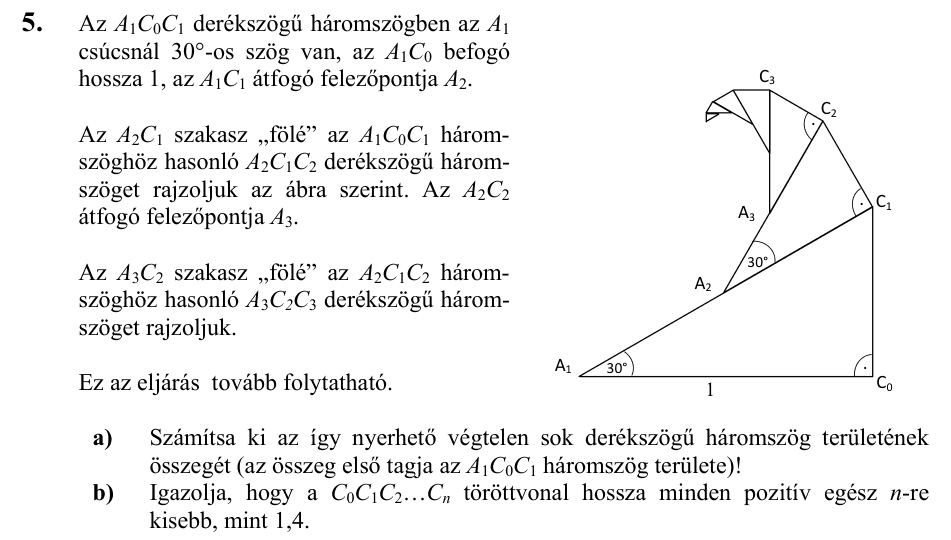 5. Az A₁C₀C₁ derékszögű háromszögben az A₁
csúcsnál 30°-os szög van, az A₁C₀ befogó
hossza 1, az A₁C₁ átfogó felezőpontja A₂.
Az A₂C₁ szakasz „fölé” az A₁C₀C₁ három-
szöghöz hasonló A₂C₁C₂ derékszögű három-
szöget rajzoljuk az ábra szerint. Az A₂C₂
átfogó felezőpontja A₃.
Az A₃C₂ szakasz „fölé” az A₂C₁C₂ három-
szöghöz hasonló A₃C₂C₃ derékszögű három-
szöget rajzoljuk.
Ez az eljárás tovább folytatható.
C₃
C₂
C₁
A₃
30°
A₂
A₁
30°
C₀
1
a) Számítsa ki az így nyerhető végtelen sok derékszögű háromszög területének
összegét (az összeg első tagja az A₁C₀C₁ háromszög területe)!
b) Igazolja, hogy a C₀C₁C₂…Cₙ töröttvonal hossza minden pozitív egész n-re
kisebb, mint 1,4.